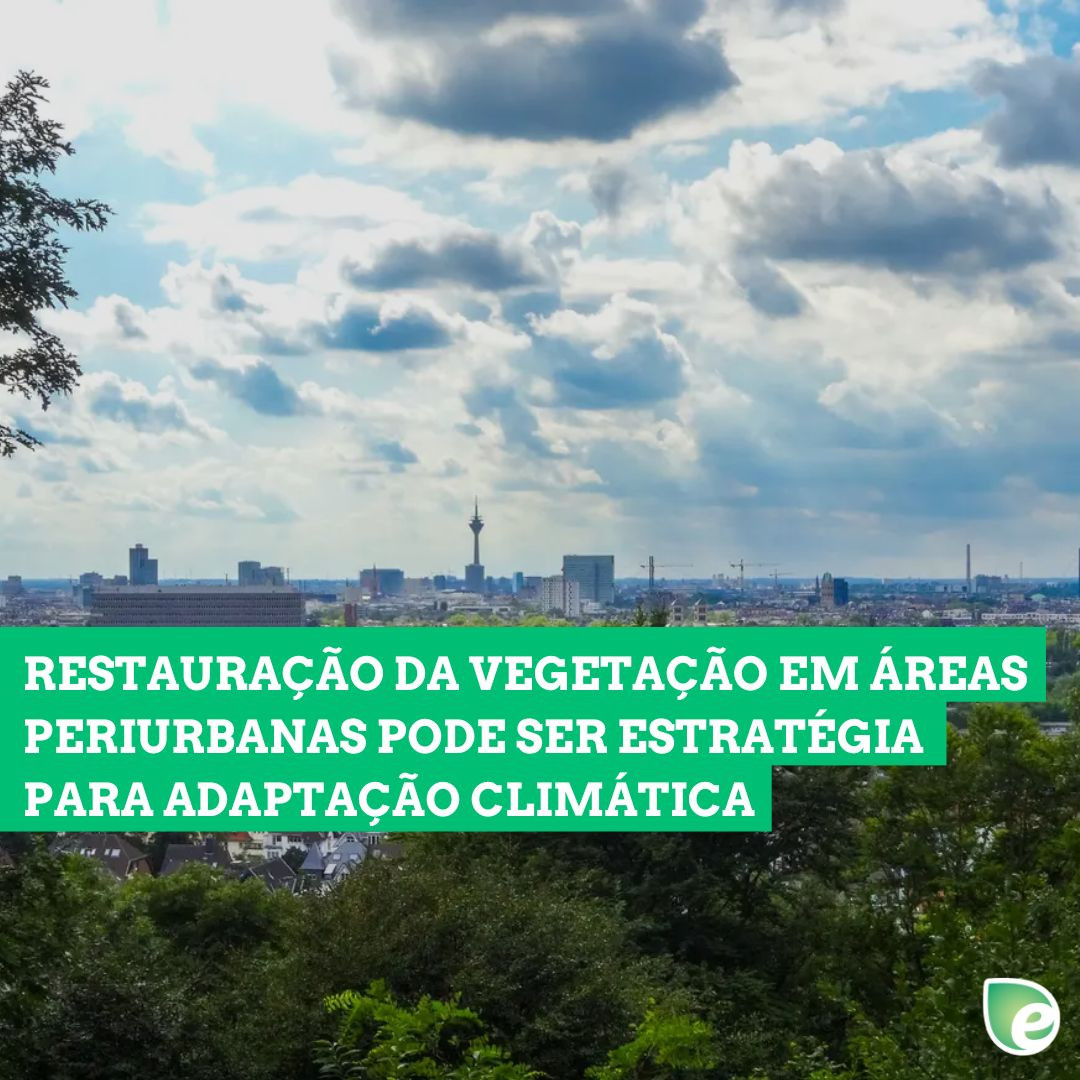 RESTAURAÇÃO DA VEGETAÇÃO EM ÁREAS
PERIURBANAS PODE SER ESTRATÉGIA
PARA ADAPTAÇÃO CLIMÁTICA
e